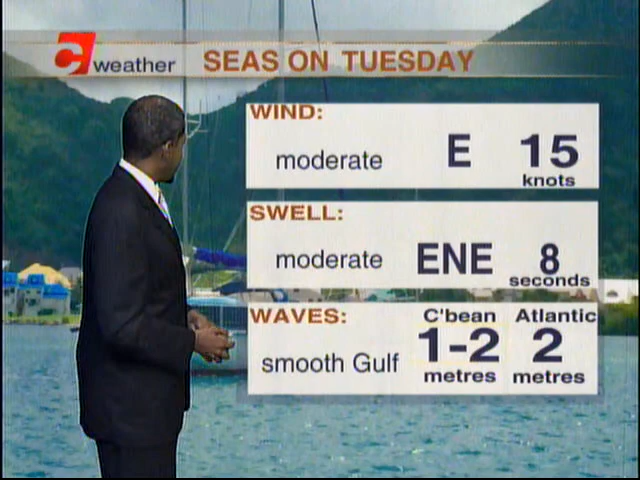 C weather SEAS ON TUESDAY
WIND:
moderate E 15
knots
SWELL:
moderate ENE 8
seconds
WAVES: C'bean Atlantic
smooth Gulf 1-2 2
metres metres